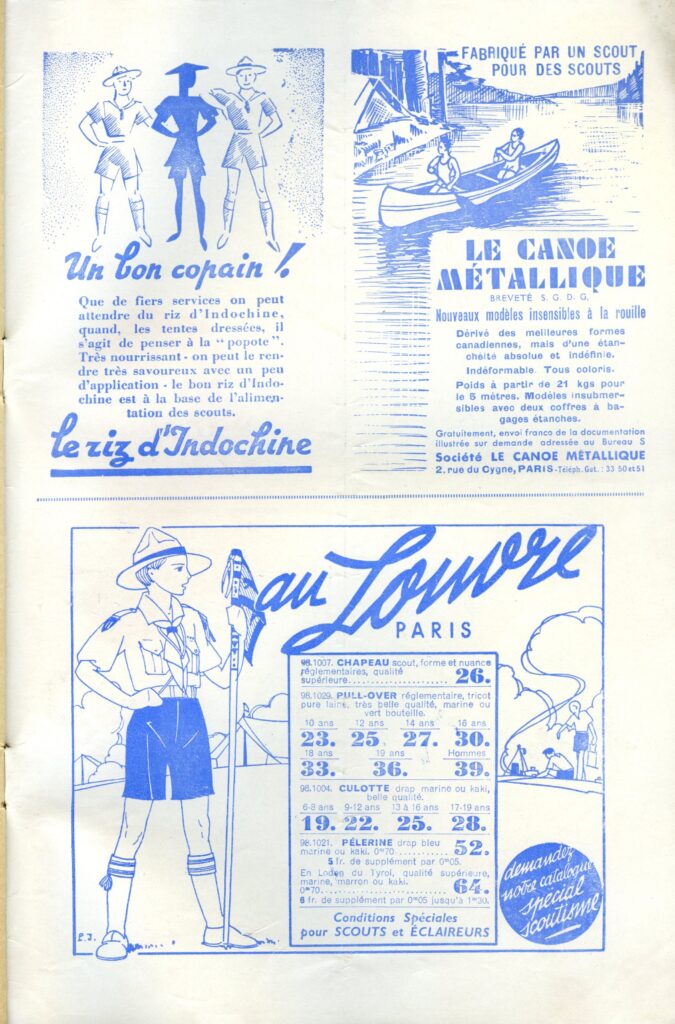 Un bon copain !
Que de fiers services on peut
attendre du riz d'Indochine,
quand, les tentes dressées, il
s'agit de penser à la "popote".
Très nourrissant - on peut le ren-
dre très savoureux avec un peu
d'application - le bon riz d'Indo-
chine est à la base de l'alimen-
tation des scouts.
le riz d'Indochine
FABRIQUÉ PAR UN SCOUT
POUR DES SCOUTS
LE CANOE
MÉTALLIQUE
BREVETÉ S. G. D. G.
Nouveaux modèles insensibles à la rouille
Dérivé des meilleures formes
canadiennes, mais d'une étan-
chéité absolue et indéfinie.
Indéformable. Tous coloris.
Poids à partir de 21 kgs pour
le 5 mètres. Modèles insubmer-
sibles avec deux coffres à ba-
gages étanches.
Gratuitement, envoi franco de la documentation
illustrée sur demande adressée au Bureau S
Société LE CANOE MÉTALLIQUE
2, rue du Cygne, PARIS - Téléph. Gut. : 33 50 et 51
au Louvre
PARIS
98.1007. CHAPEAU scout, forme et nuance
réglementaires, qualité
supérieure.................... 26.
98.1029. PULL-OVER réglementaire, tricot
pure laine, très belle qualité, marine ou
vert bouteille.
10 ans 12 ans 14 ans 16 ans
23. 25. 27. 30.
18 ans 19 ans Hommes
33. 36. 39.
98.1004. CULOTTE drap marine ou kaki,
belle qualité.
6-8 ans 9-12 ans 13 à 16 ans 17-19 ans
19. 22. 25. 28.
98.1021. PÉLERINE drap bleu
marine ou kaki. 0m70........... 52.
5 fr. de supplément par 0m05.
En Loden du Tyrol, qualité supérieure,
marine, marron ou kaki.
0m70........................ 64.
6 fr. de supplément par 0m05 jusqu'à 1m30.
Conditions Spéciales
pour SCOUTS et ÉCLAIREURS
demandez
notre catalogue
spécial
scoutisme
L.J.